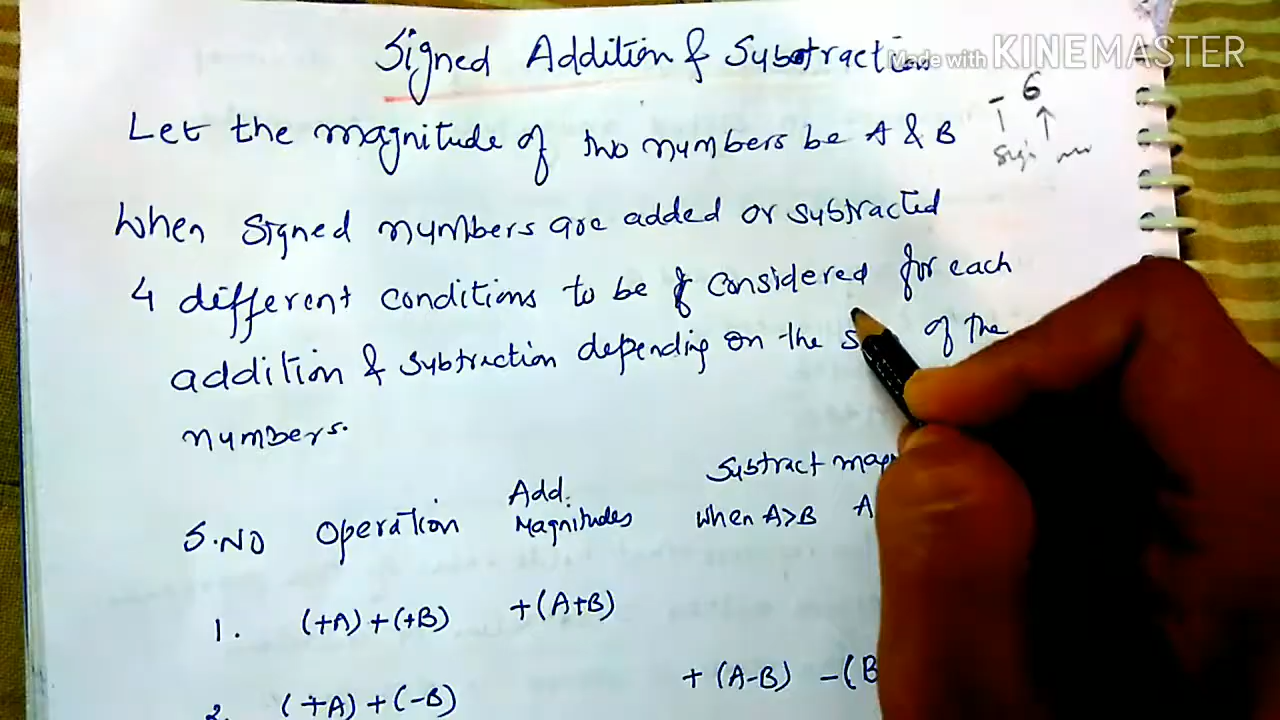 Signed Addition & Subtraction
Made with KINEMASTER
- 6
Let the magnitude of two numbers be A & B
When signed numbers are added or subtracted
4 different conditions to be considered for each
addition & subtraction depending on the of the
numbers.
S.NO Operation Add. Magnitudes Subtract when A>B A
1. (+A)+(+B) +(A+B)
2. (+A)+(-B) +(A-B) -(B